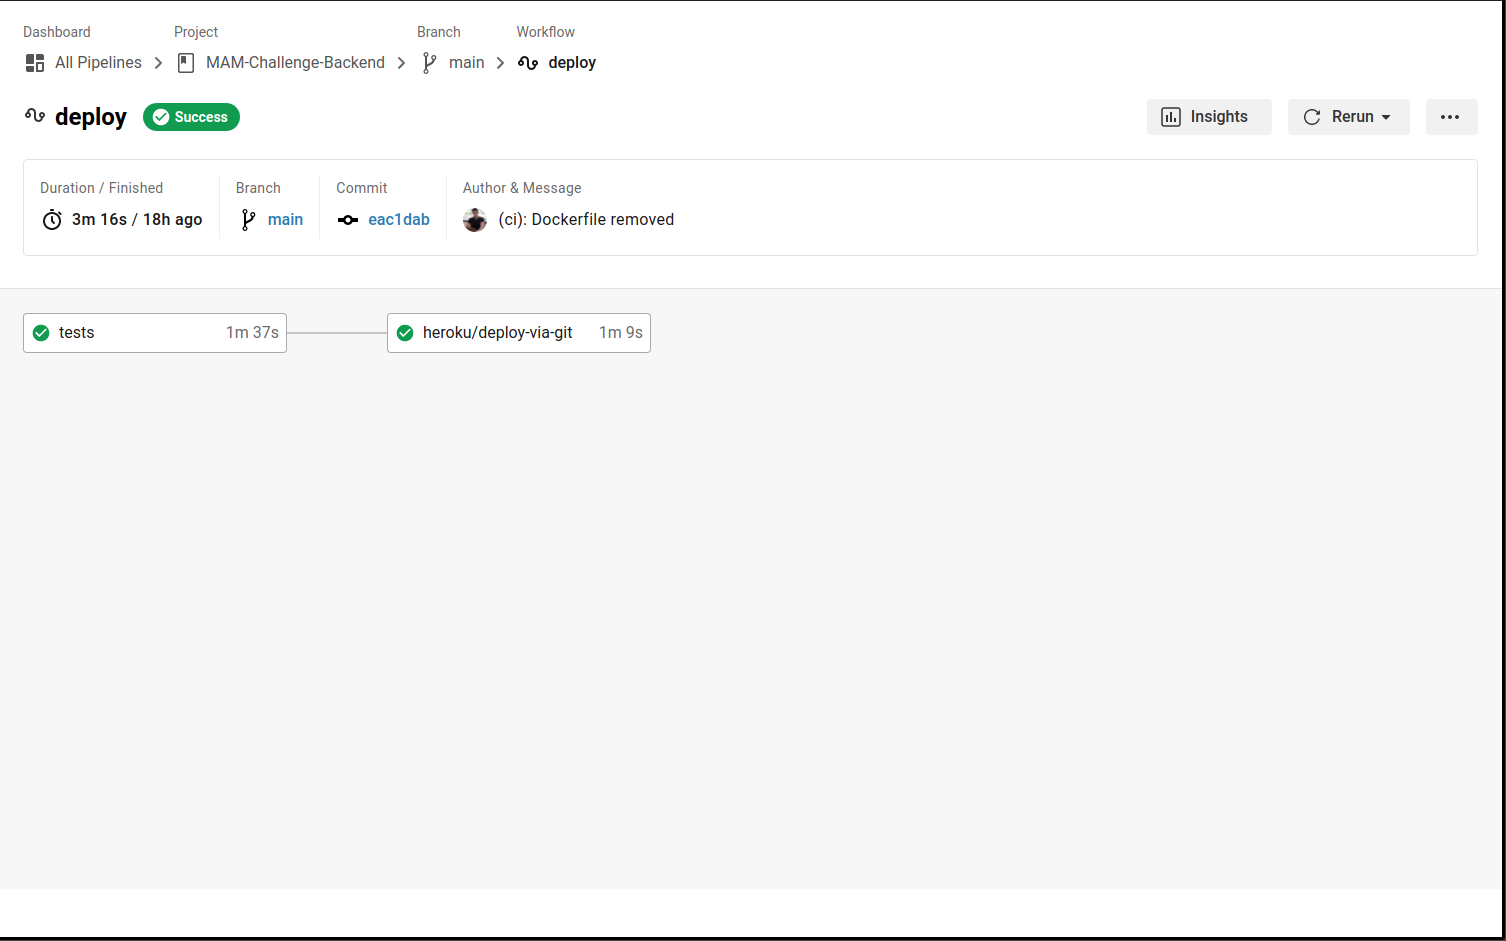 Dashboard Project Branch Workflow
All Pipelines MAM-Challenge-Backend main deploy
deploy Success Insights Rerun
Duration / Finished Branch Commit Author & Message
3m 16s / 18h ago main eac1dab (ci): Dockerfile removed
tests 1m 37s heroku/deploy-via-git 1m 9s